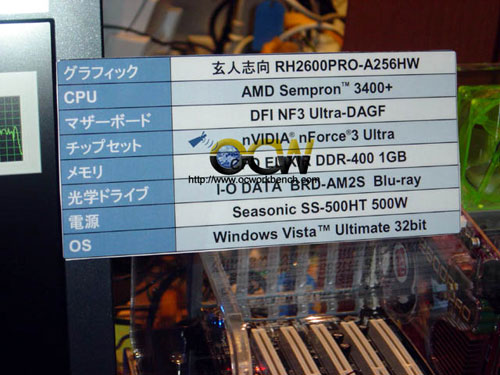 グラフィック 玄人志向 RH2600PRO-A256HW
CPU AMD Sempron™ 3400+
マザーボード DFI NF3 Ultra-DAGF
チップセット nVIDIA® nForce®3 Ultra
メモリ DDR-400 1GB
OCW
http://www.ocworkbench.com
光学ドライブ I-O DATA BRD-AM2S Blu-ray
電源 Seasonic SS-500HT 500W
OS Windows Vista™ Ultimate 32bit